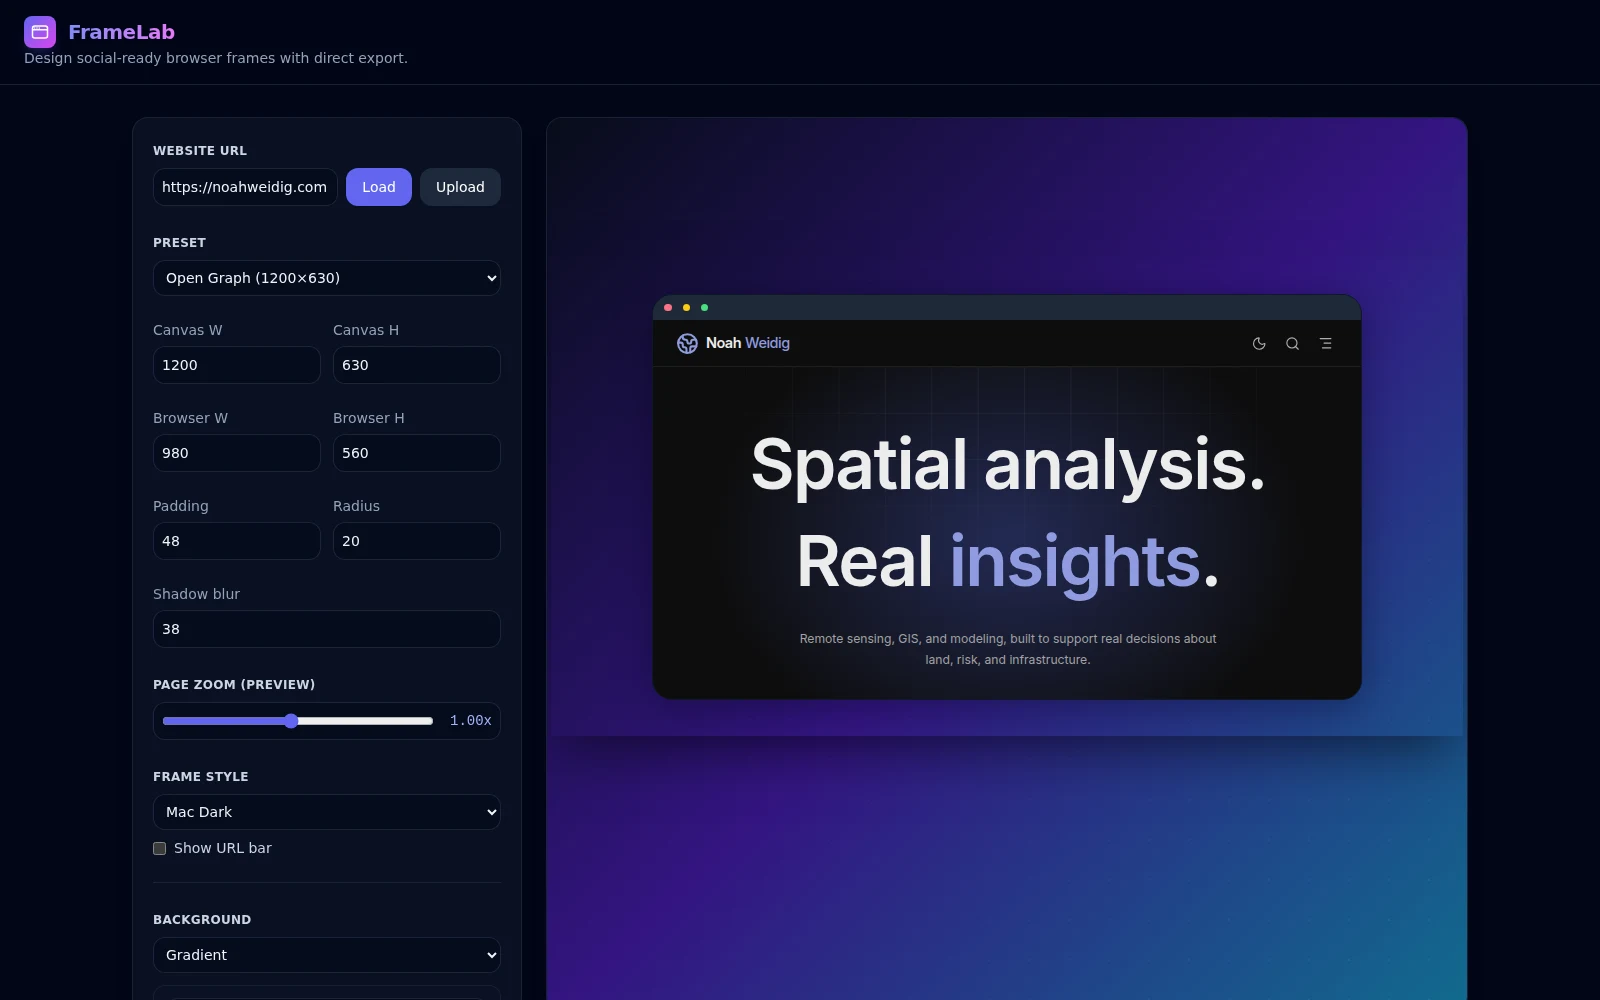 FrameLab
Design social-ready browser frames with direct export.
WEBSITE URL
https://noahweidig.com Load Upload
PRESET
Open Graph (1200×630)
Canvas W Canvas H
1200 630
Browser W Browser H
980 560
Padding Radius
48 20
Shadow blur
38
PAGE ZOOM (PREVIEW)
1.00x
FRAME STYLE
Mac Dark
Show URL bar
BACKGROUND
Gradient
Noah Weidig
Spatial analysis.
Real insights.
Remote sensing, GIS, and modeling, built to support real decisions about
land, risk, and infrastructure.